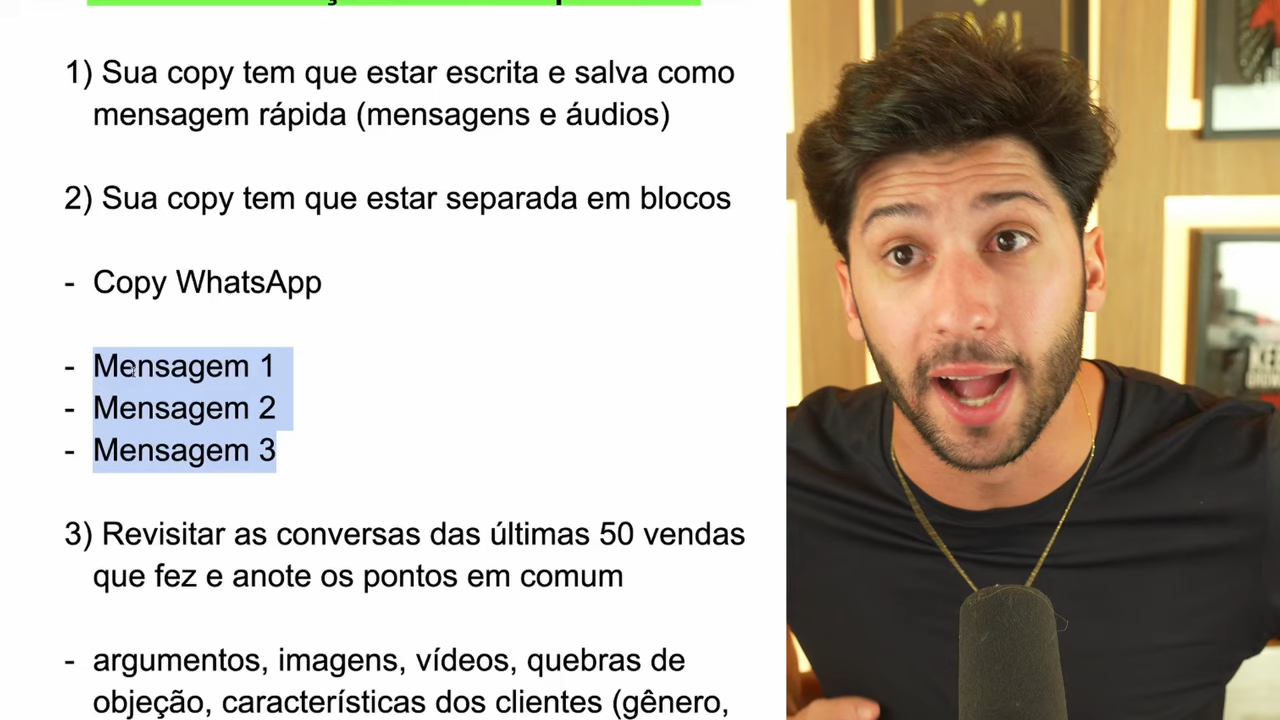 1) Sua copy tem que estar escrita e salva como
mensagem rápida (mensagens e áudios)
2) Sua copy tem que estar separada em blocos
- Copy WhatsApp
- Mensagem 1
- Mensagem 2
- Mensagem 3
3) Revisitar as conversas das últimas 50 vendas
que fez e anote os pontos em comum
- argumentos, imagens, vídeos, quebras de
objeção, características dos clientes (gênero,